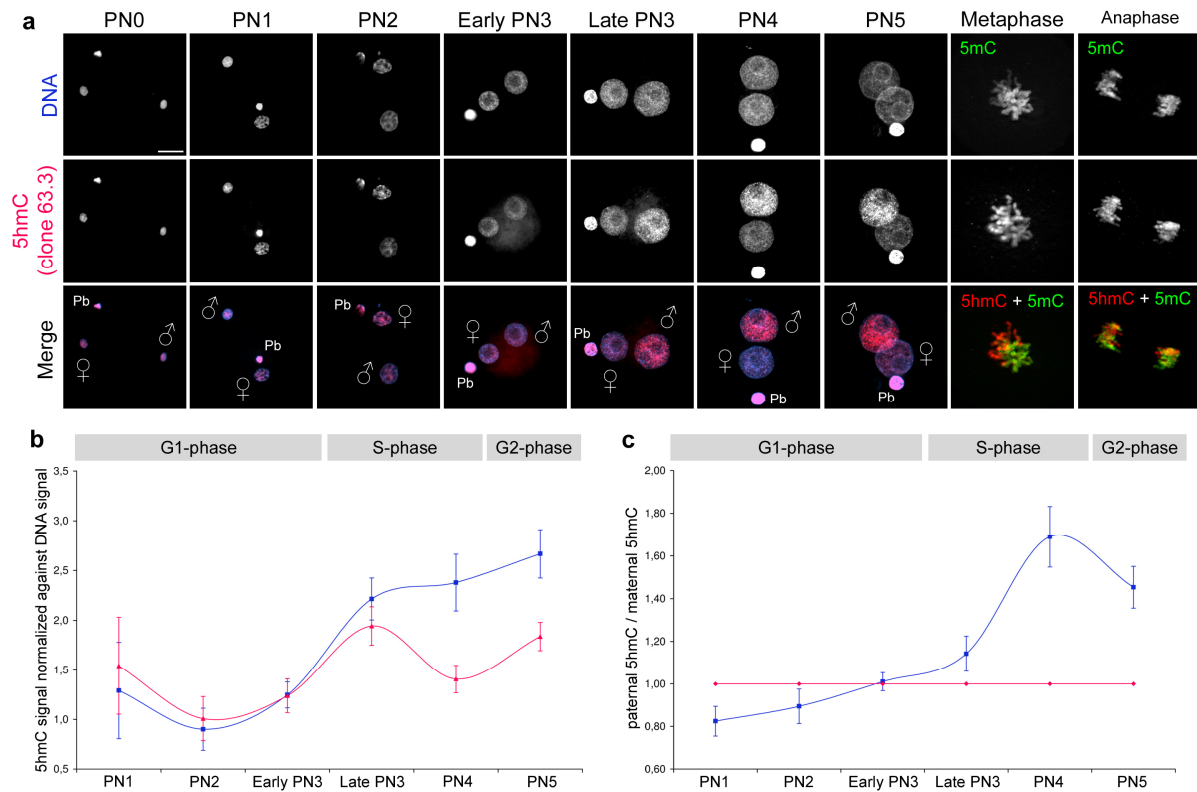 a
PN0 PN1 PN2 Early PN3 Late PN3 PN4 PN5 Metaphase Anaphase
DNA
5mC 5mC
5hmC
(clone 63.3)
Merge
Pb ♂ ♀
♂ Pb ♀
Pb ♀ ♂
♀ ♂ Pb
Pb ♂ ♀
♂ ♀ Pb
♂ ♀ Pb
5hmC + 5mC
5hmC + 5mC
b
G1-phase S-phase G2-phase
5hmC signal normalized against DNA signal
3,5
3,0
2,5
2,0
1,5
1,0
0,5
PN1 PN2 Early PN3 Late PN3 PN4 PN5
c
G1-phase S-phase G2-phase
paternal 5hmC / maternal 5hmC
2,00
1,80
1,60
1,40
1,20
1,00
0,80
0,60
PN1 PN2 Early PN3 Late PN3 PN4 PN5